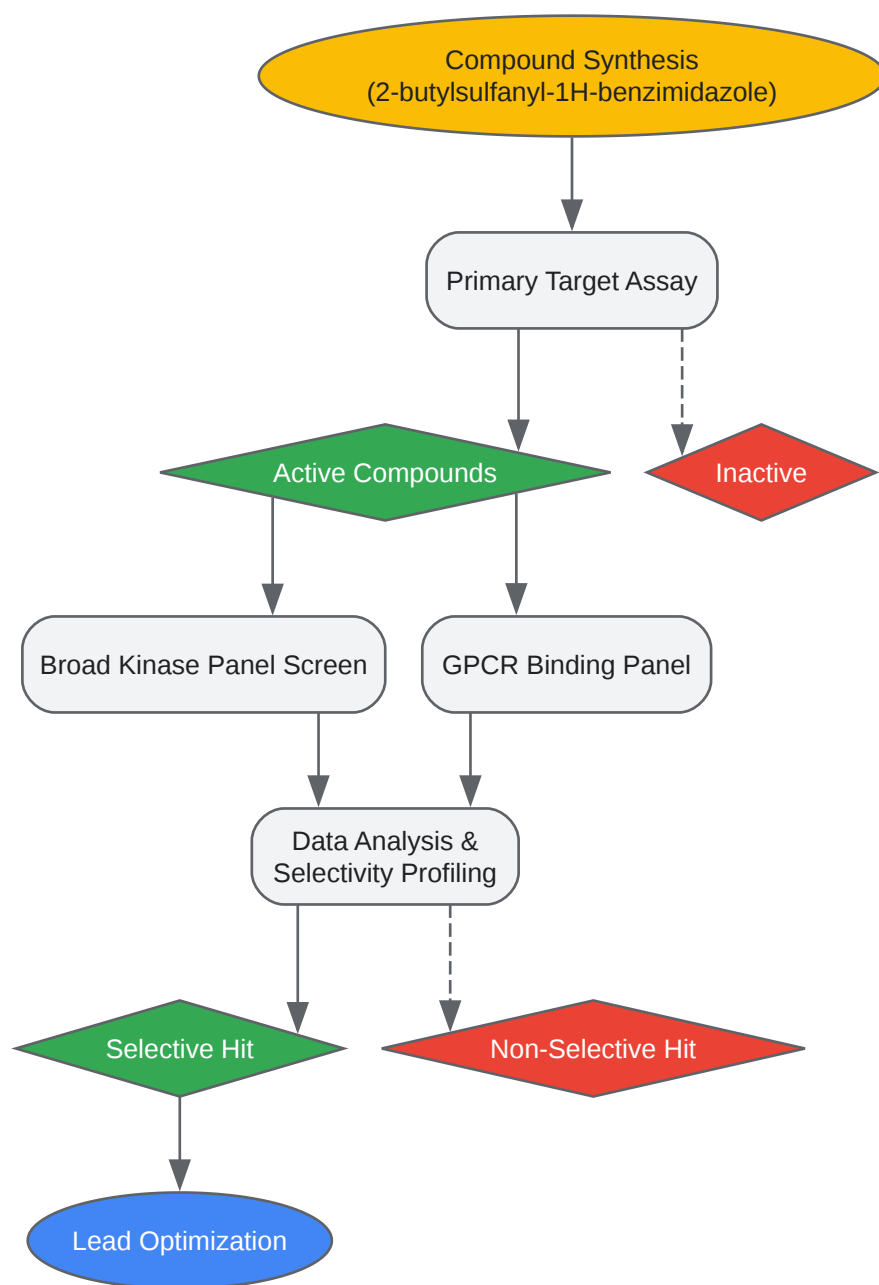 Compound Synthesis
(2-butylsulfanyl-1H-benzimidazole)
Primary Target Assay
Active Compounds
Inactive
Broad Kinase Panel Screen
GPCR Binding Panel
Data Analysis &
Selectivity Profiling
Selective Hit
Non-Selective Hit
Lead Optimization